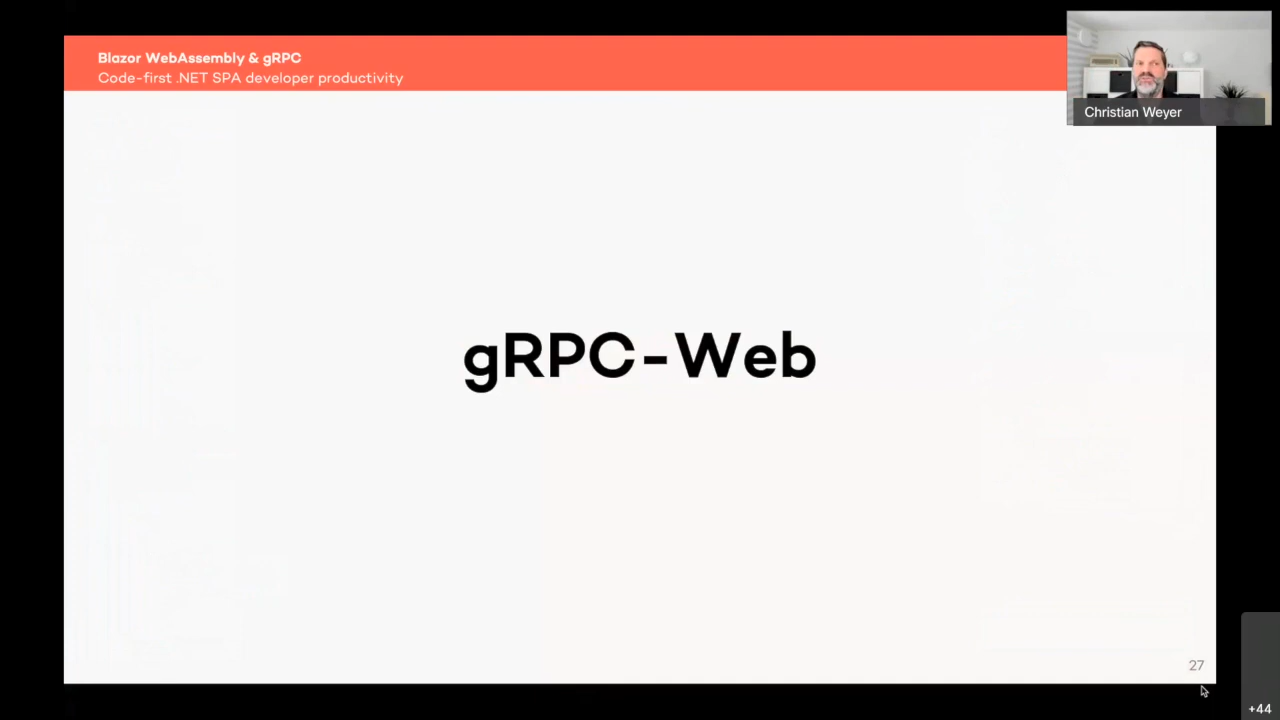 Blazor WebAssembly & gRPC
Code-first .NET SPA developer productivity
Christian Weyer
gRPC-Web
27
+44